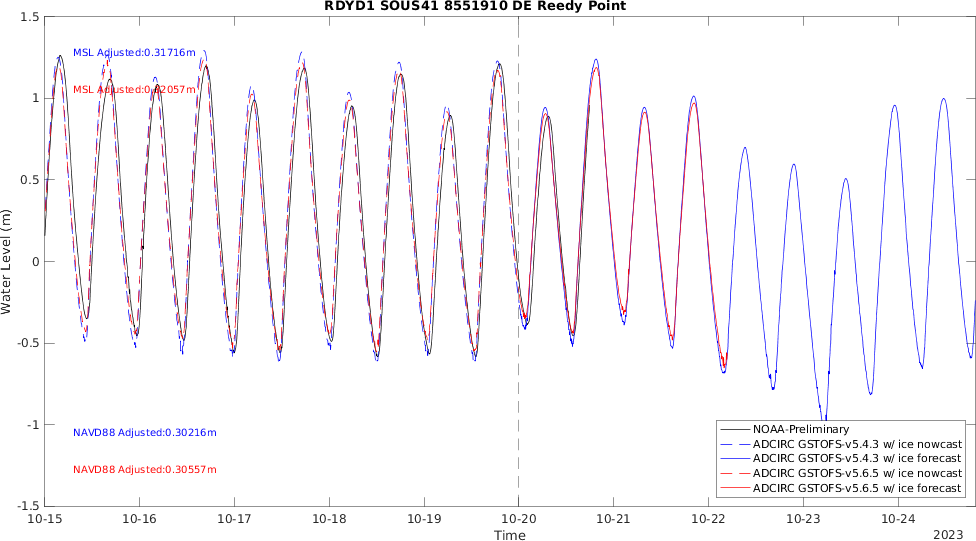 RDYD1 SOUS41 8551910 DE Reedy Point
1.5
MSL Adjusted:0.31716m
MSL Adjusted:0.32057m
1
0.5
0
-0.5
-1
-1.5
Water Level (m)
NAVD88 Adjusted:0.30216m
NAVD88 Adjusted:0.30557m
NOAA-Preliminary
ADCIRC GSTOFS-v5.4.3 w/ ice nowcast
ADCIRC GSTOFS-v5.4.3 w/ ice forecast
ADCIRC GSTOFS-v5.6.5 w/ ice nowcast
ADCIRC GSTOFS-v5.6.5 w/ ice forecast
10-15 10-16 10-17 10-18 10-19 10-20 10-21 10-22 10-23 10-24
Time
2023